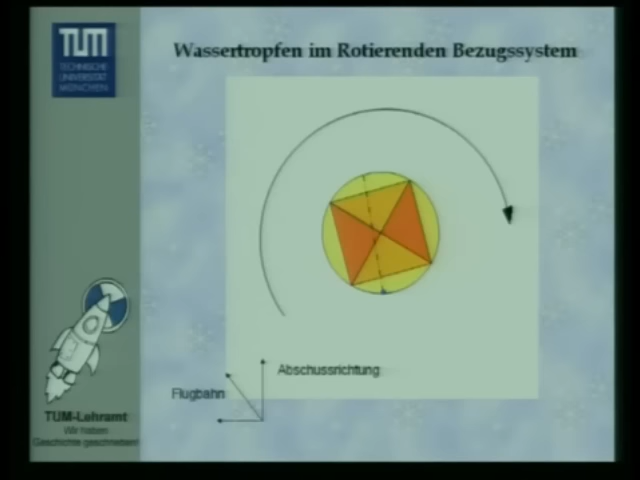 TUM
TECHNISCHE
UNIVERSITÄT
MÜNCHEN
Wassertropfen im Rotierenden Bezugssystem
Abschussrichtung
Flugbahn
TUM-Lehramt
Wir haben
Geschichte geschrieben!